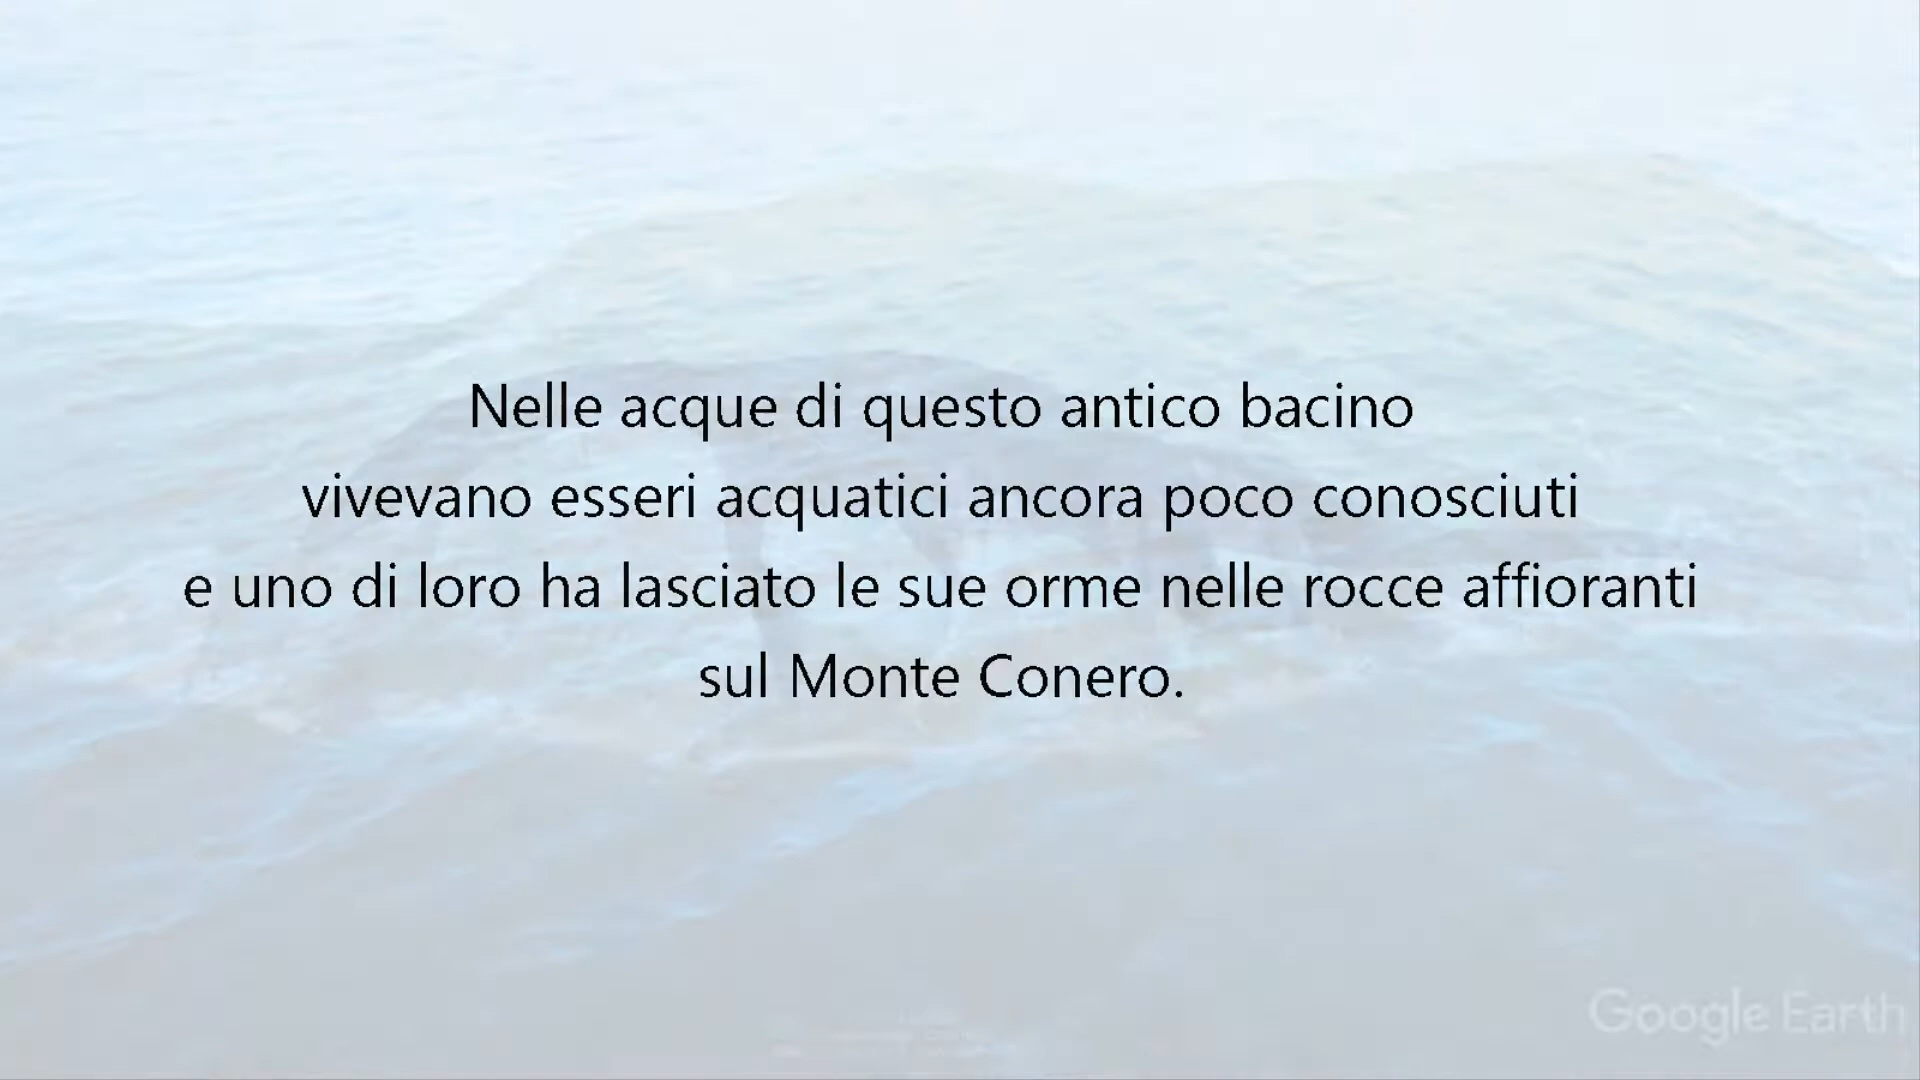 Nelle acque di questo antico bacino
vivevano esseri acquatici ancora poco conosciuti
e uno di loro ha lasciato le sue orme nelle rocce affioranti
sul Monte Conero.
Google Earth